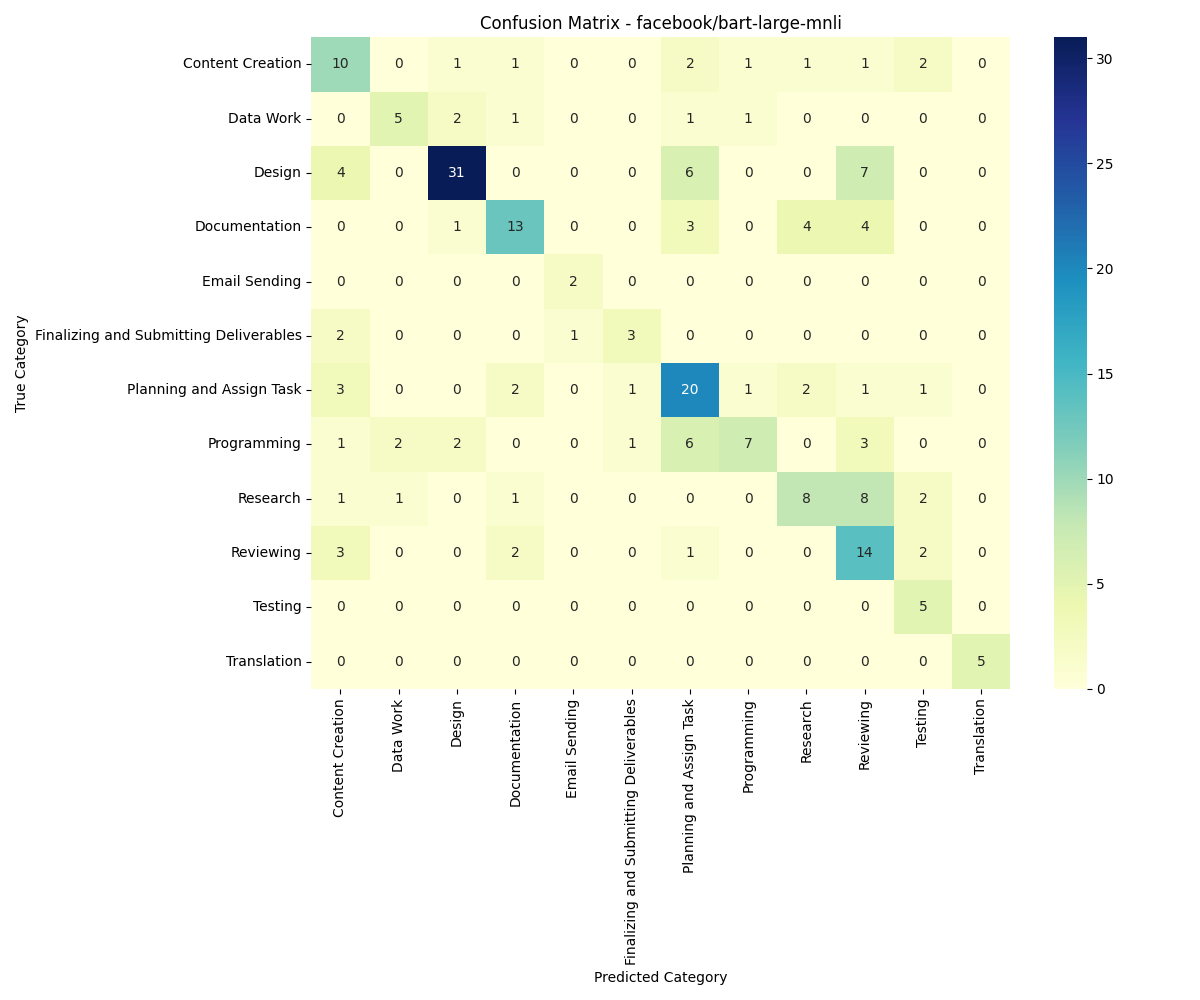 Confusion Matrix - facebook/bart-large-mnli
True Category
Content Creation 10 0 1 1 0 0 2 1 1 1 2 0
Data Work 0 5 2 1 0 0 1 1 0 0 0 0
Design 4 0 31 0 0 0 6 0 0 7 0 0
Documentation 0 0 1 13 0 0 3 0 4 4 0 0
Email Sending 0 0 0 0 2 0 0 0 0 0 0 0
Finalizing and Submitting Deliverables 2 0 0 0 1 3 0 0 0 0 0 0
Planning and Assign Task 3 0 0 2 0 1 20 1 2 1 1 0
Programming 1 2 2 0 0 1 6 7 0 3 0 0
Research 1 1 0 1 0 0 0 0 8 8 2 0
Reviewing 3 0 0 2 0 0 1 0 0 14 2 0
Testing 0 0 0 0 0 0 0 0 0 0 5 0
Translation 0 0 0 0 0 0 0 0 0 0 0 5
Content Creation
Data Work
Design
Documentation
Email Sending
Finalizing and Submitting Deliverables
Planning and Assign Task
Programming
Research
Reviewing
Testing
Translation
Predicted Category
30
25
20
15
10
5
0